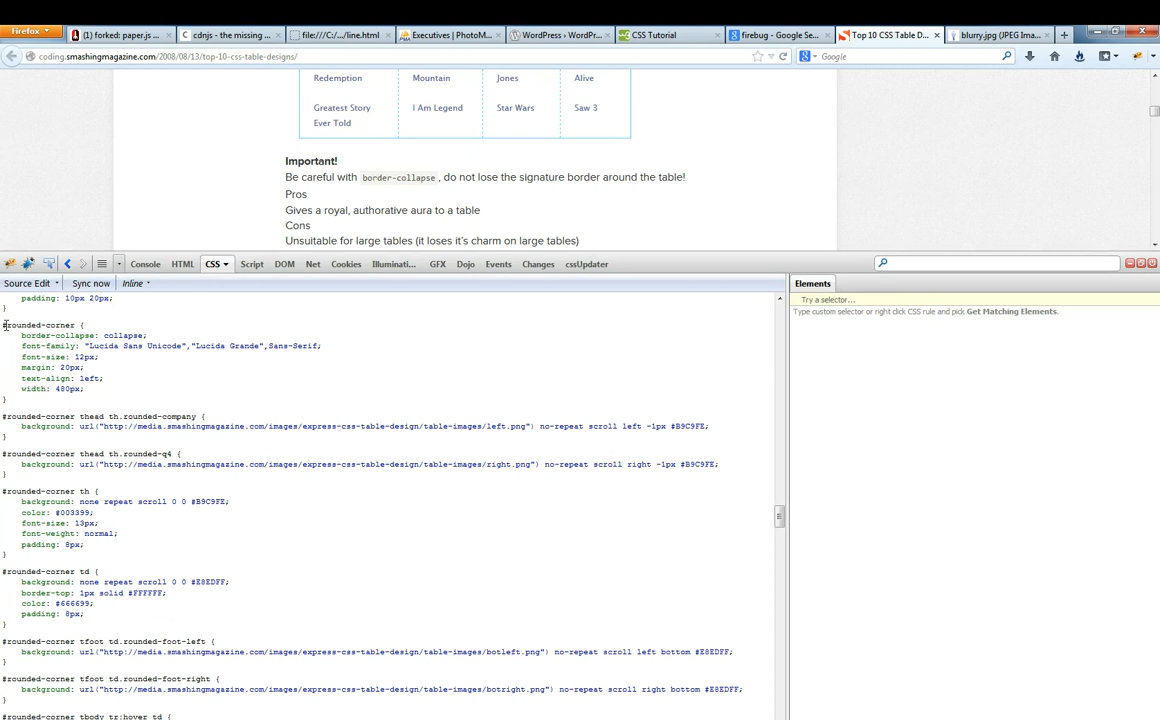 Firefox
(1) forked: paper.js ...
cdnjs - the missing ...
file:///C:/.../line.html
Executives | PhotoM...
WordPress › WordPr...
CSS Tutorial
firebug - Google Se...
Top 10 CSS Table D...
blurry.jpg (JPEG Ima...
coding.smashingmagazine.com/2008/08/13/top-10-css-table-designs/
Google
Redemption Mountain Jones Alive
Greatest Story I Am Legend Star Wars Saw 3
Ever Told
Important!
Be careful with border-collapse, do not lose the signature border around the table!
Pros
Gives a royal, authorative aura to a table
Cons
Unsuitable for large tables (it loses it's charm on large tables)
Console HTML CSS Script DOM Net Cookies Illuminati... GFX Dojo Events Changes cssUpdater
Source Edit Sync now Inline
Elements
Try a selector...
Type custom selector or right click CSS rule and pick Get Matching Elements.
padding: 10px 20px;
}
#rounded-corner {
border-collapse: collapse;
font-family: "Lucida Sans Unicode","Lucida Grande",Sans-Serif;
font-size: 12px;
margin: 20px;
text-align: left;
width: 480px;
}
#rounded-corner thead th.rounded-company {
background: url("http://media.smashingmagazine.com/images/express-css-table-design/table-images/left.png") no-repeat scroll left -1px #B9C9FE;
}
#rounded-corner thead th.rounded-q4 {
background: url("http://media.smashingmagazine.com/images/express-css-table-design/table-images/right.png") no-repeat scroll right -1px #B9C9FE;
}
#rounded-corner th {
background: none repeat scroll 0 0 #B9C9FE;
color: #003399;
font-size: 13px;
font-weight: normal;
padding: 8px;
}
#rounded-corner td {
background: none repeat scroll 0 0 #E8EDFF;
border-top: 1px solid #FFFFFF;
color: #666699;
padding: 8px;
}
#rounded-corner tfoot td.rounded-foot-left {
background: url("http://media.smashingmagazine.com/images/express-css-table-design/table-images/botleft.png") no-repeat scroll left bottom #E8EDFF;
}
#rounded-corner tfoot td.rounded-foot-right {
background: url("http://media.smashingmagazine.com/images/express-css-table-design/table-images/botright.png") no-repeat scroll right bottom #E8EDFF;
}
#rounded-corner tbody tr:hover td {